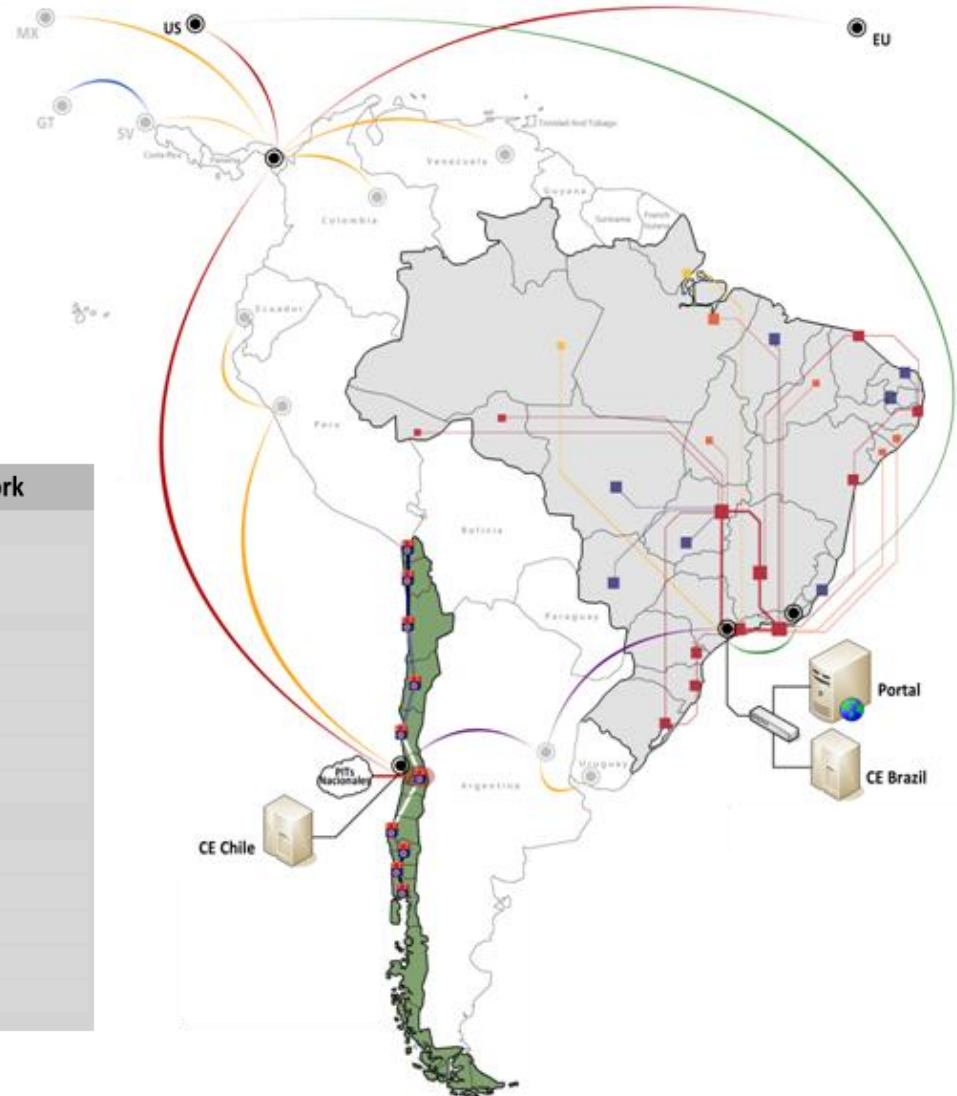 MX
US
EU
GT
SV
Costa Rica
Panama
Trinidad And Tobago
Venezuela
Guyana
Suriname
French
Guiana
Colombia
Ecuador
Peru
ork
Bolivia
Paraguay
Portal
PITs
Nacionales
Uruguay
Argentina
CE Brazil
CE Chile